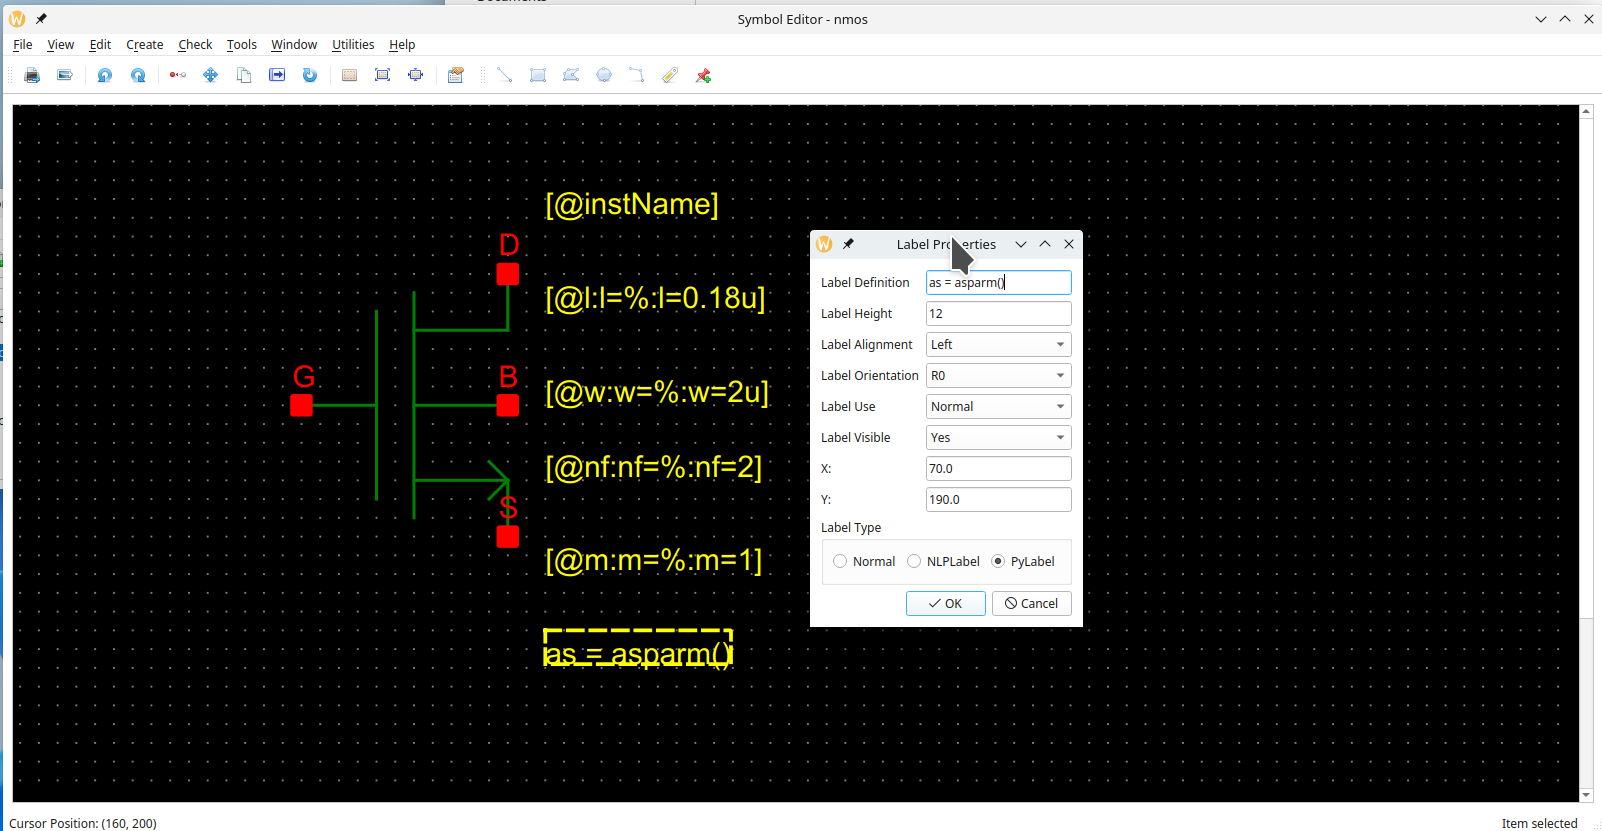 Symbol Editor - nmos
File View Edit Create Check Tools Window Utilities Help
[@instName]
D
[@l:l=%:l=0.18u]
G
B
[@w:w=%:w=2u]
[@nf:nf=%:nf=2]
S
[@m:m=%:m=1]
as = asparm()
Label Properties
Label Definition as = asparm()
Label Height 12
Label Alignment Left
Label Orientation R0
Label Use Normal
Label Visible Yes
X: 70.0
Y: 190.0
Label Type
Normal NLPLabel PyLabel
OK Cancel
Cursor Position: (160, 200)
Item selected